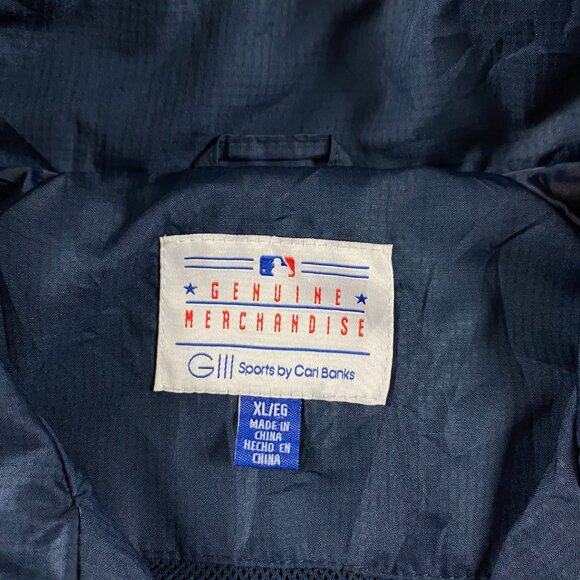 GENUINE
MERCHANDISE
GIII Sports by Carl Banks
XL/EG
MADE IN
CHINA
HECHO EN
CHINA